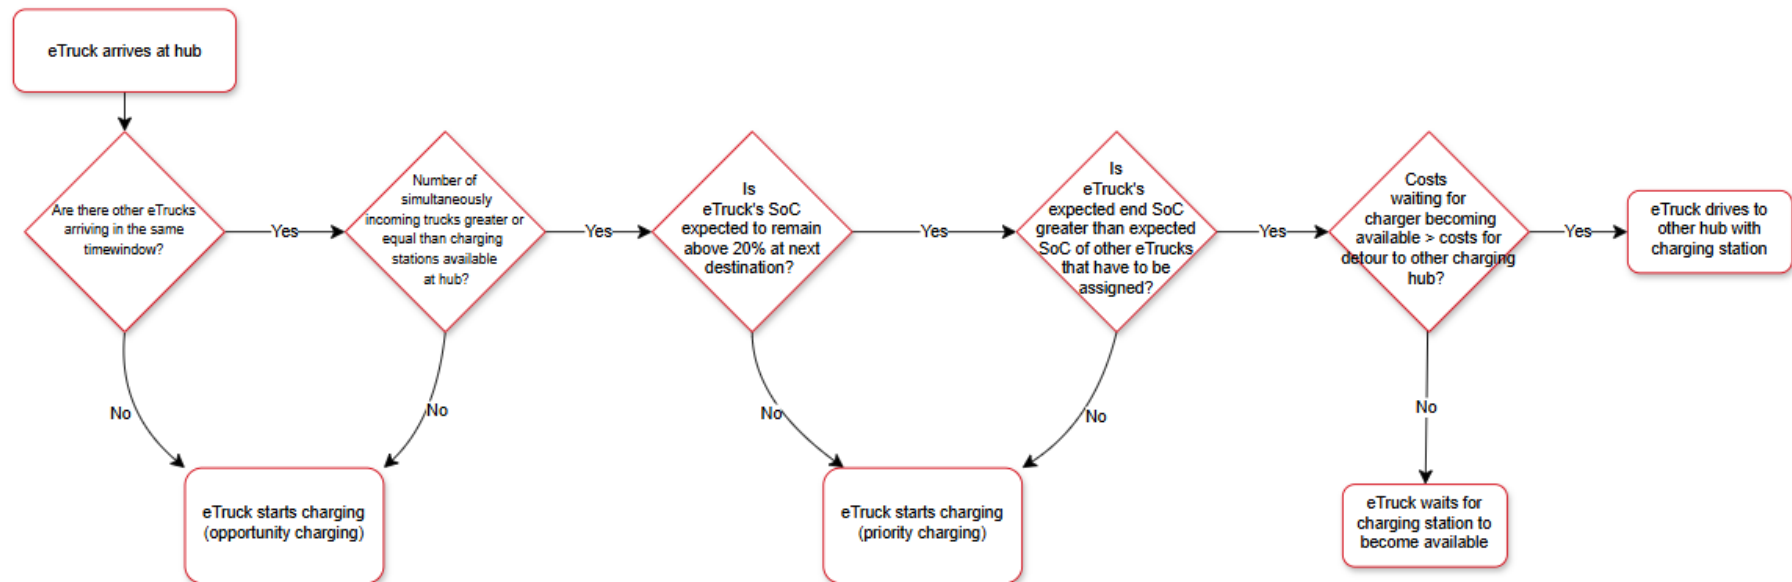 eTruck arrives at hub
Are there other eTrucks
arriving in the same
timewindow?
Yes
No
Number of
simultaneously
incoming trucks greater or
equal than charging
stations available
at hub?
Yes
No
eTruck starts charging
(opportunity charging)
Is
eTruck's SoC
expected to remain
above 20% at next
destination?
Yes
No
Is
eTruck's
expected end SoC
greater than expected
SoC of other eTrucks
that have to be
assigned?
Yes
No
eTruck starts charging
(priority charging)
Costs
waiting for
charger becoming
available > costs for
detour to other charging
hub?
Yes
No
eTruck drives to
other hub with
charging station
eTruck waits for
charging station to
become available